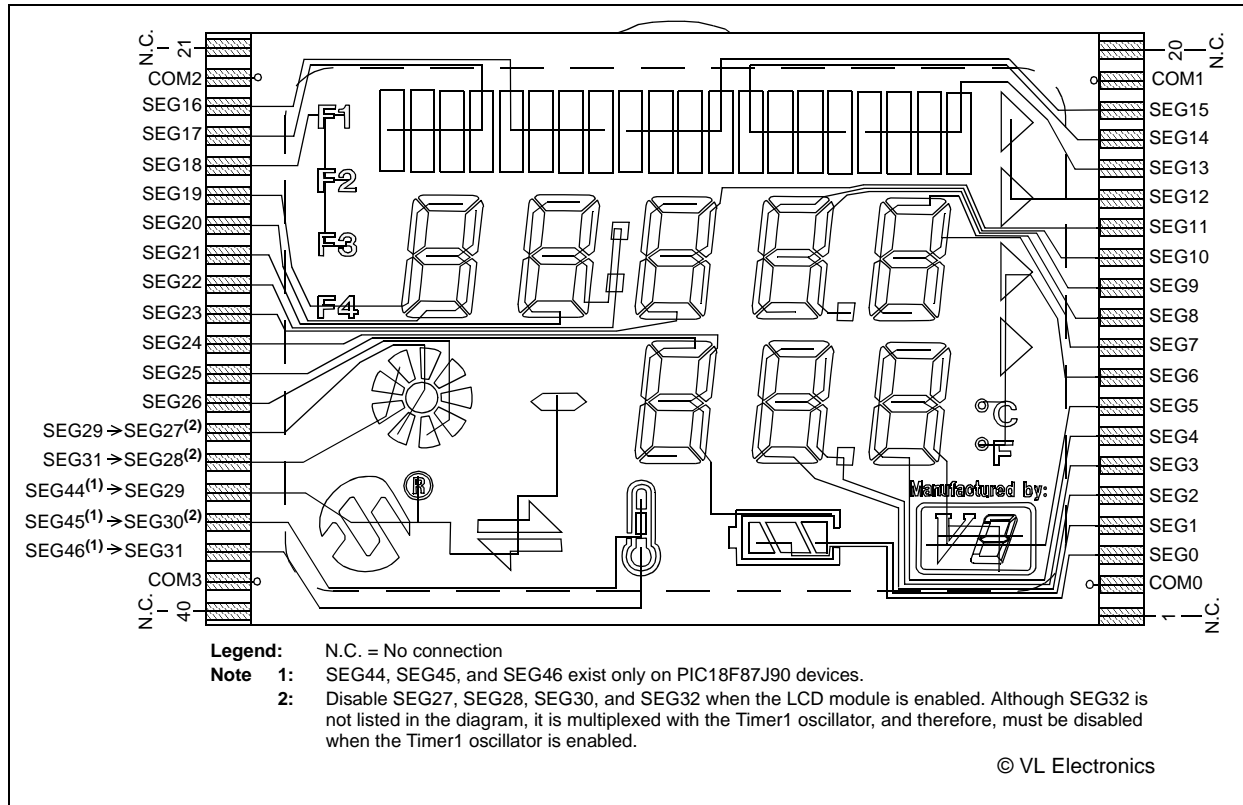 N.C. 21
COM2
SEG16
SEG17
SEG18
SEG19
SEG20
SEG21
SEG22
SEG23
SEG24
SEG25
SEG26
SEG29 → SEG27(2)
SEG31 → SEG28(2)
SEG44(1) → SEG29
SEG45(1) → SEG30(2)
SEG46(1) → SEG31
COM3
N.C. 40
F1
F2
F3
F4
®
°C
°F
Manufactured by:
20 N.C.
COM1
SEG15
SEG14
SEG13
SEG12
SEG11
SEG10
SEG9
SEG8
SEG7
SEG6
SEG5
SEG4
SEG3
SEG2
SEG1
SEG0
COM0
1 N.C.
Legend: N.C. = No connection
Note 1: SEG44, SEG45, and SEG46 exist only on PIC18F87J90 devices.
2: Disable SEG27, SEG28, SEG30, and SEG32 when the LCD module is enabled. Although SEG32 is
not listed in the diagram, it is multiplexed with the Timer1 oscillator, and therefore, must be disabled
when the Timer1 oscillator is enabled.
© VL Electronics